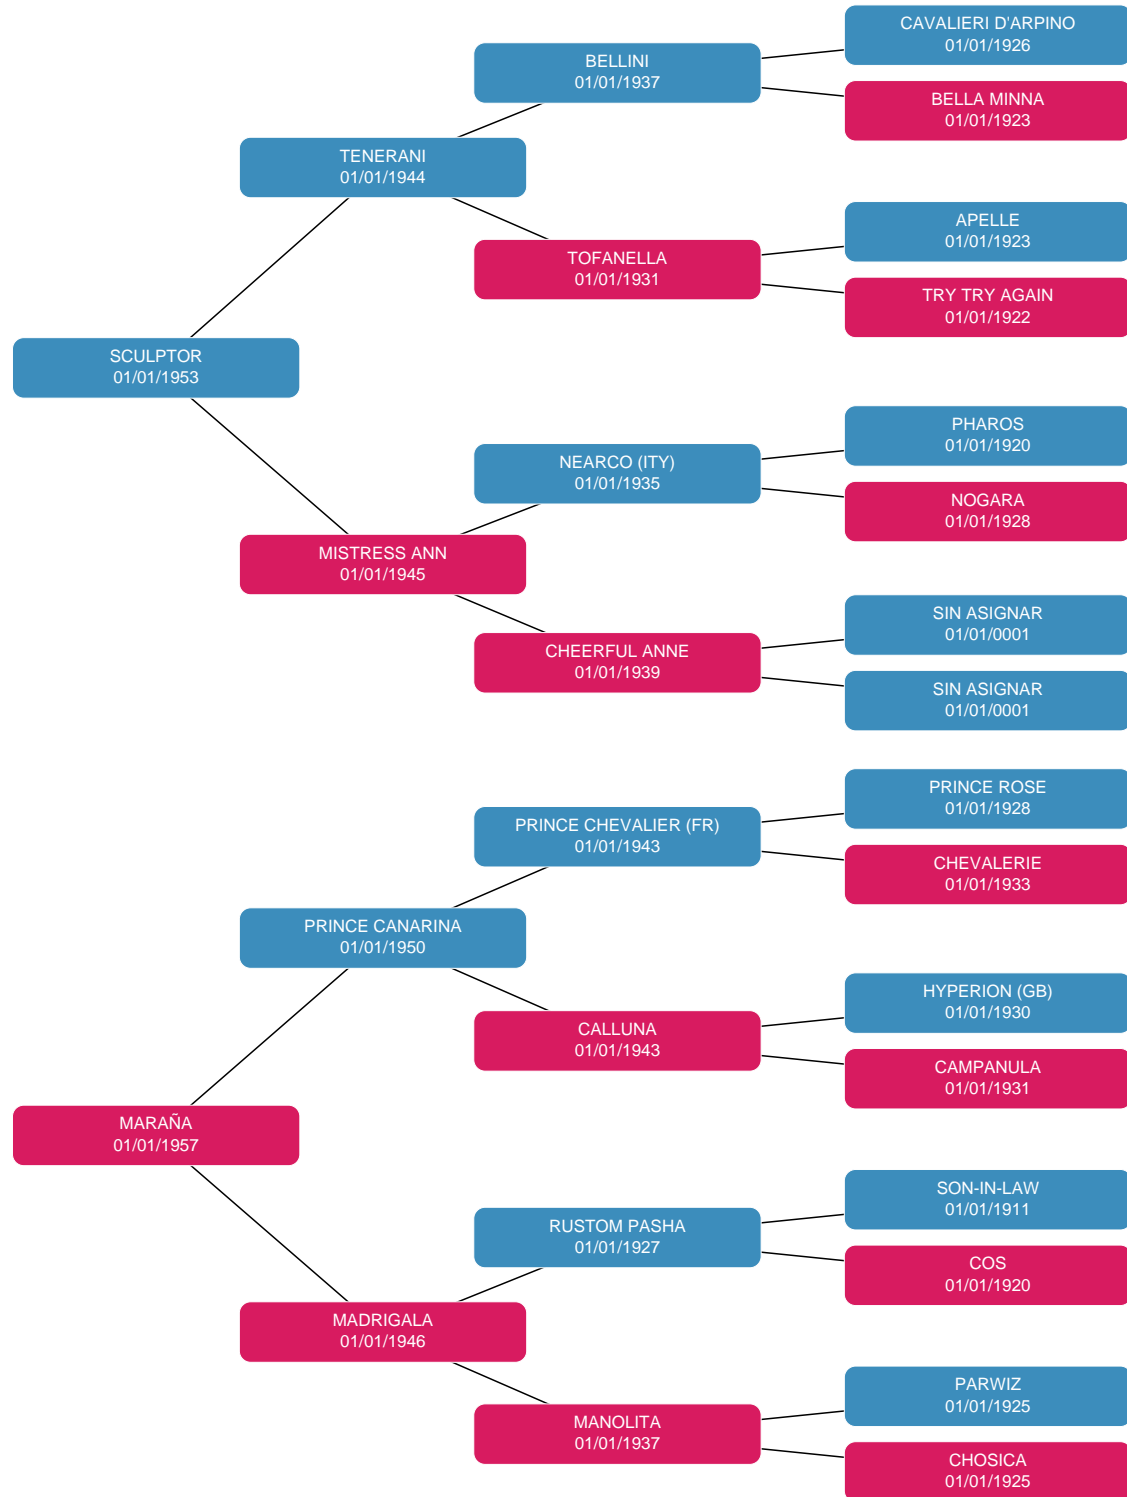 CAVALIERI D'ARPINO
01/01/1926
BELLINI
01/01/1937
BELLA MINNA
01/01/1923
TENERANI
01/01/1944
APELLE
01/01/1923
TOFANELLA
01/01/1931
TRY TRY AGAIN
01/01/1922
SCULPTOR
01/01/1953
PHAROS
01/01/1920
NEARCO (ITY)
01/01/1935
NOGARA
01/01/1928
MISTRESS ANN
01/01/1945
SIN ASIGNAR
01/01/0001
CHEERFUL ANNE
01/01/1939
SIN ASIGNAR
01/01/0001
PRINCE ROSE
01/01/1928
PRINCE CHEVALIER (FR)
01/01/1943
CHEVALERIE
01/01/1933
PRINCE CANARINA
01/01/1950
HYPERION (GB)
01/01/1930
CALLUNA
01/01/1943
CAMPANULA
01/01/1931
MARAÑA
01/01/1957
SON-IN-LAW
01/01/1911
RUSTOM PASHA
01/01/1927
COS
01/01/1920
MADRIGALA
01/01/1946
PARWIZ
01/01/1925
MANOLITA
01/01/1937
CHOSICA
01/01/1925